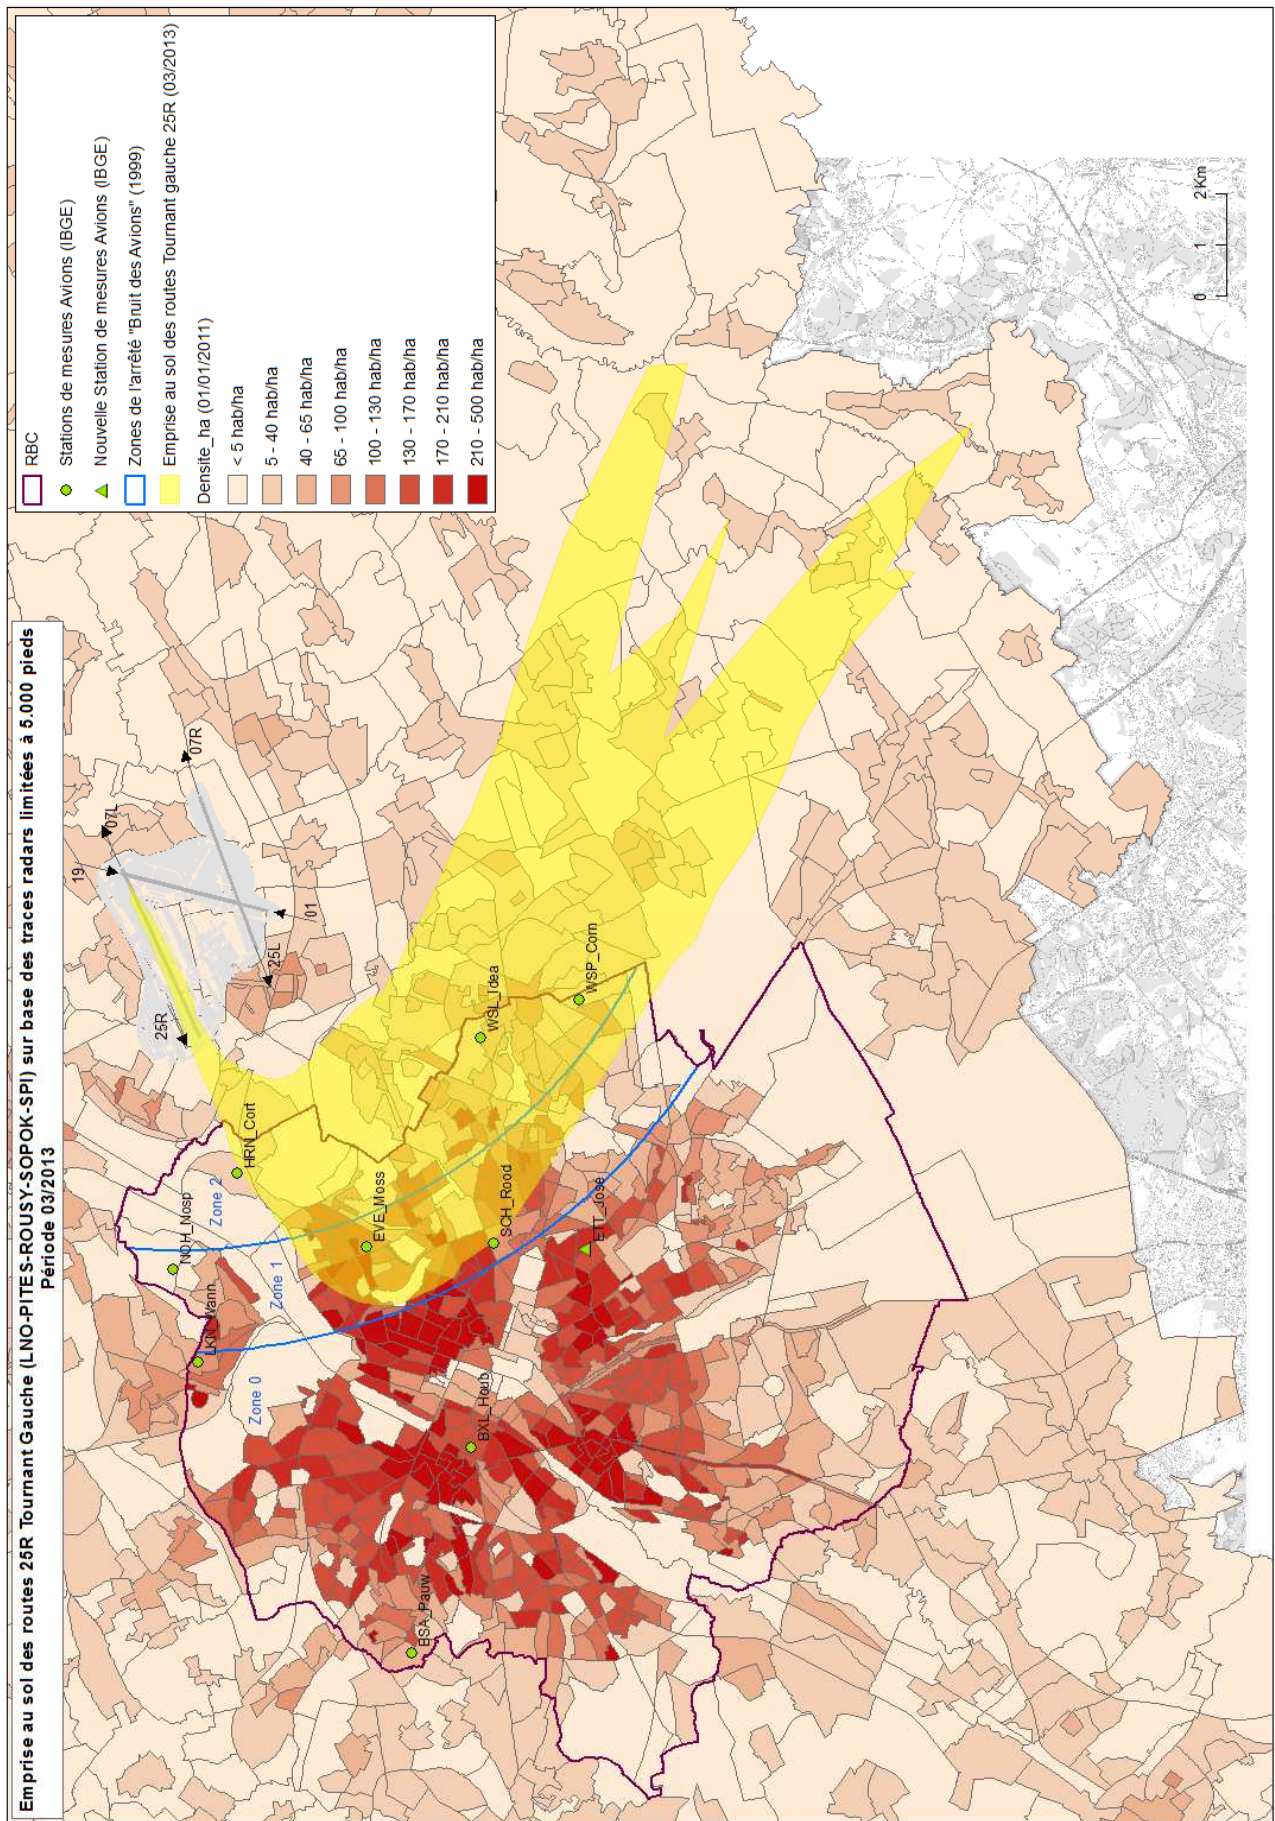 Emprise au sol des routes 25R Tournant Gauche (LNO-PITES-ROUSY-SOPOK-SPI) sur base des traces radars limitées à 5.000 pieds
Période 03/2013
RBC
Stations de mesures Avions (IBGE)
Nouvelle Station de mesures Avions (IBGE)
Zones de l'arrêté "Bruit des Avions" (1999)
Emprise au sol des routes Tournant gauche 25R (03/2013)
Densite_ha (01/01/2011)
< 5 hab/ha
5 - 40 hab/ha
40 - 65 hab/ha
65 - 100 hab/ha
100 - 130 hab/ha
130 - 170 hab/ha
170 - 210 hab/ha
210 - 500 hab/ha
19
07L
07R
25R
25L
01
HRN_Cort
NOH_Nosp
Zone 2
LKN_Wann
Zone 1
Zone 0
EVE_Moss
WSL_Idea
SCH_Rood
WSP_Corn
ETT_Jose
BXL_Houb
BSA_Pauw
0 1 2 Km